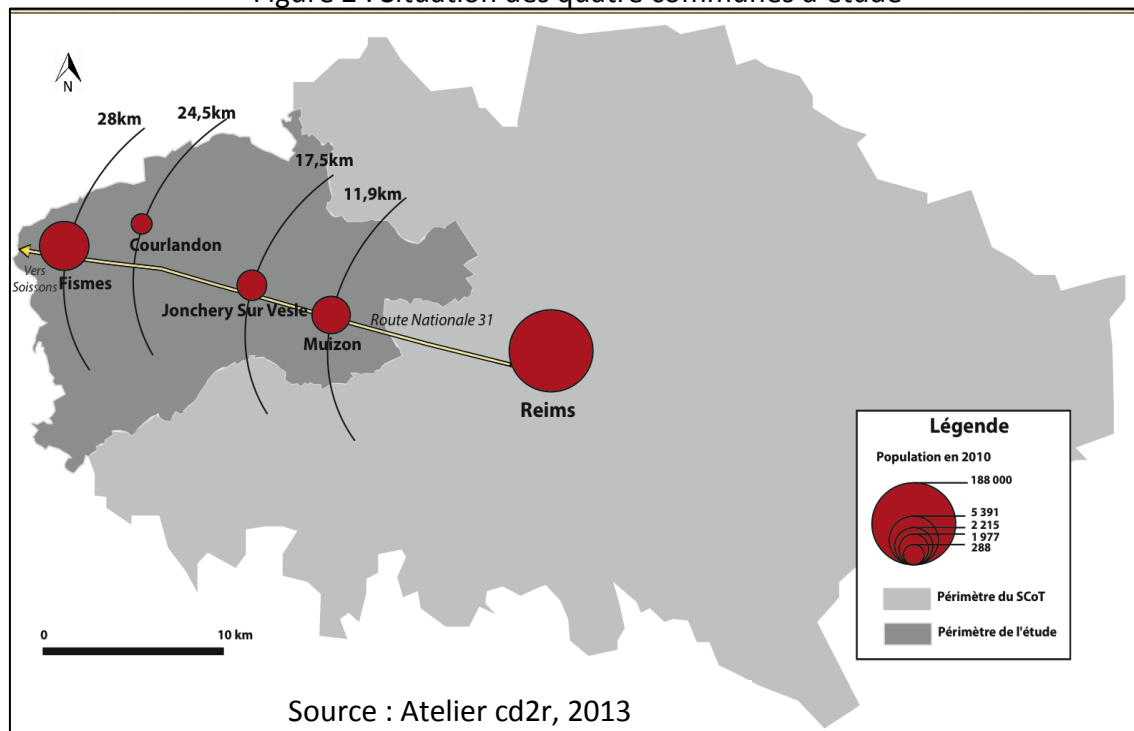 Figure 2 : Situation des quatre communes d'étude
N
28km
24,5km
17,5km
11,9km
Courlandon
Vers
Soissons
Fismes
Jonchery Sur Vesle
Route Nationale 31
Muizon
Reims
Légende
Population en 2010
188 000
5 391
2 215
1 977
288
Périmètre du SCoT
Périmètre de l'étude
0
10 km
Source : Atelier cd2r, 2013